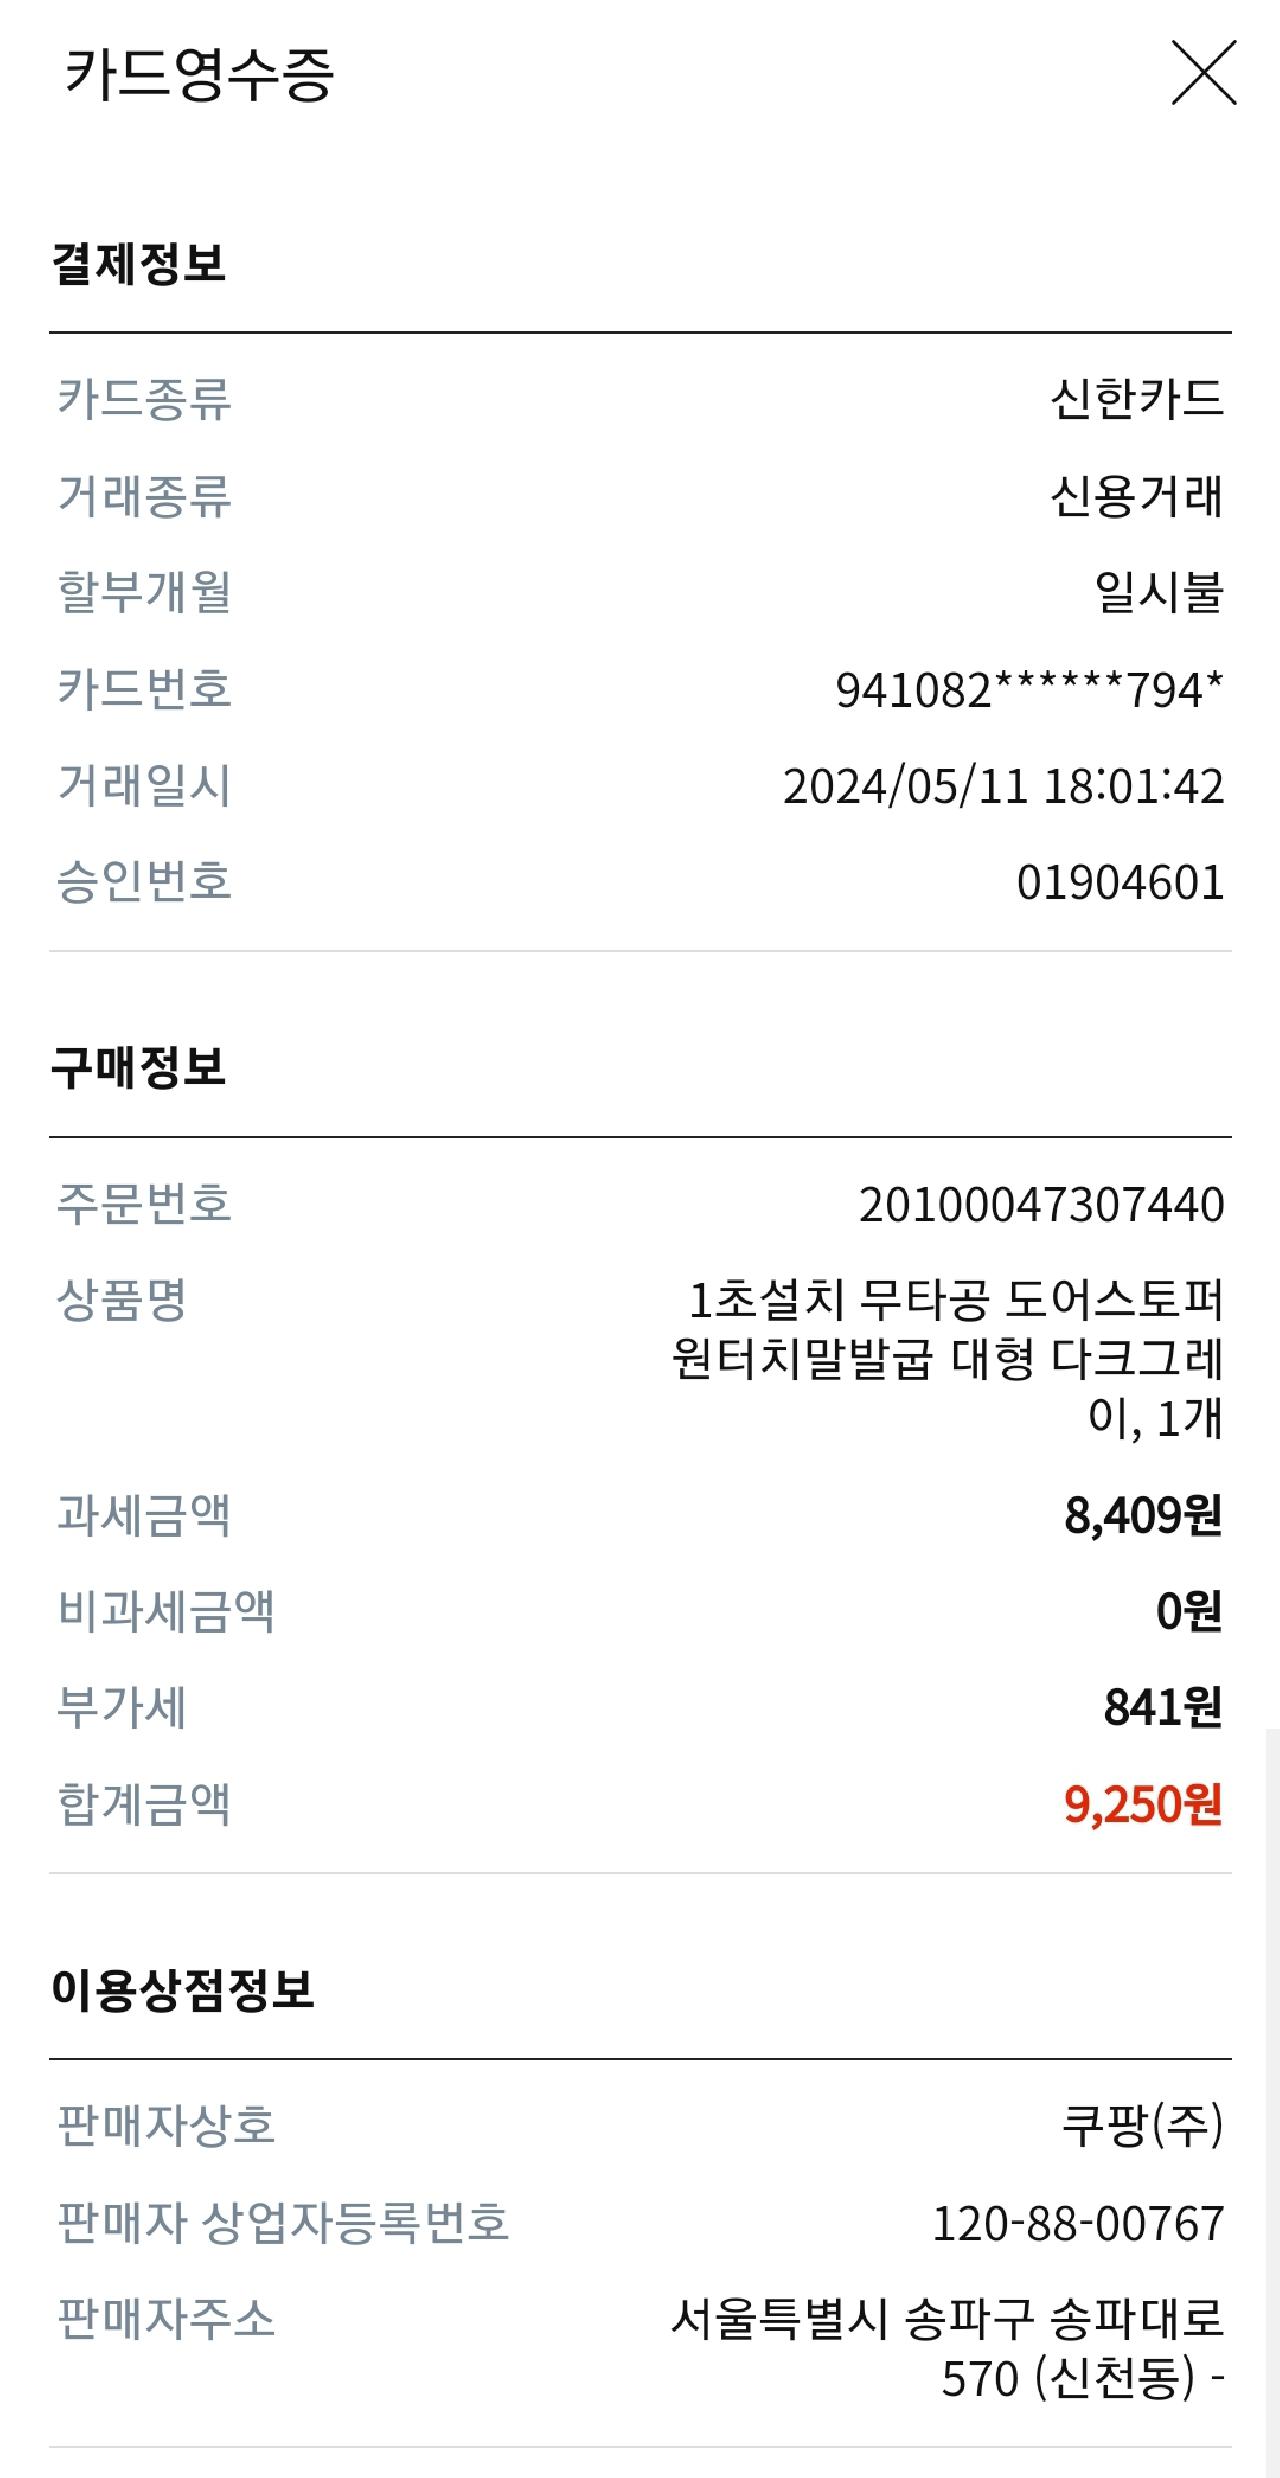 카드영수증
결제정보
카드종류 신한카드
거래종류 신용거래
할부개월 일시불
카드번호 941082******794*
거래일시 2024/05/11 18:01:42
승인번호 01904601
구매정보
주문번호 20100047307440
상품명 1초설치 무타공 도어스토퍼
원터치말발굽 대형 다크그레
이, 1개
과세금액 8,409원
비과세금액 0원
부가세 841원
합계금액 9,250원
이용상점정보
판매자상호 쿠팡(주)
판매자 상업자등록번호 120-88-00767
판매자주소 서울특별시 송파구 송파대로
570 (신천동) -